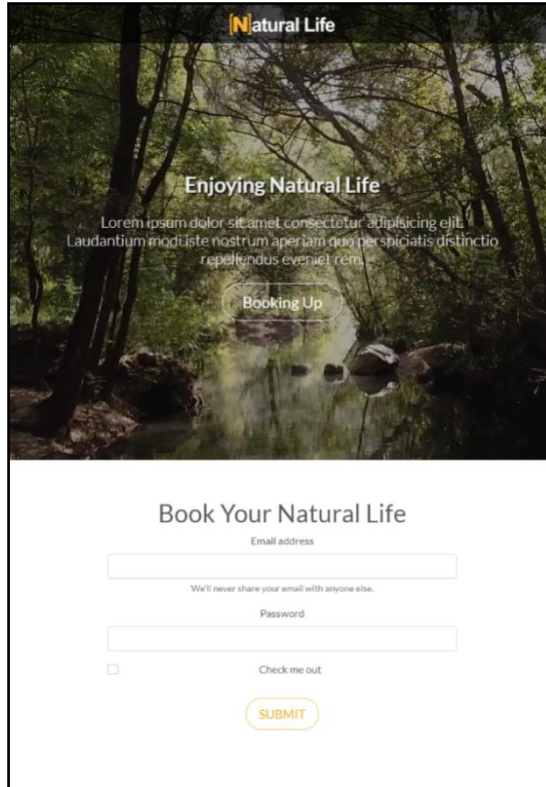 [N]atural Life
Enjoying Natural Life
Lorem ipsum dolor sit amet consectetur adipisicing elit.
Laudantium modi iste nostrum aperiam quo perspiciatis distinctio
repellendus eveniet rem.
Booking Up
Book Your Natural Life
Email address
We'll never share your email with anyone else.
Password
Check me out
SUBMIT